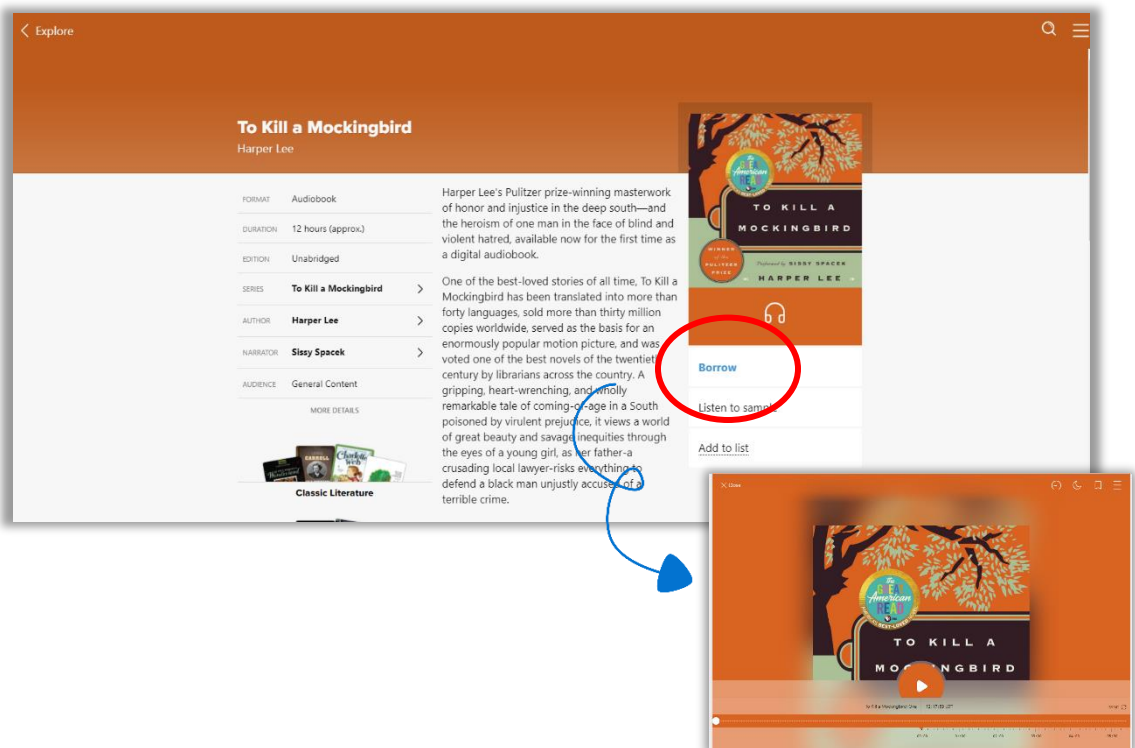 Explore
To Kill a Mockingbird
Harper Lee
FORMAT Audiobook
DURATION 12 hours (approx.)
EDITION Unabridged
SERIES To Kill a Mockingbird
AUTHOR Harper Lee
NARRATOR Sissy Spacek
AUDIENCE General Content
MORE DETAILS
Classic Literature
Harper Lee's Pulitzer prize-winning masterwork
of honor and injustice in the deep south—and
the heroism of one man in the face of blind and
violent hatred, available now for the first time as
a digital audiobook.
One of the best-loved stories of all time, To Kill a
Mockingbird has been translated into more than
forty languages, sold more than thirty million
copies worldwide, served as the basis for an
enormously popular motion picture, and was
voted one of the best novels of the twentieth
century by librarians across the country. A
gripping, heart-wrenching, and wholly
remarkable tale of coming-of-age in a South
poisoned by virulent prejudice, it views a world
of great beauty and savage inequities through
the eyes of a young girl, as her father-a
crusading local lawyer-risks everything to
defend a black man unjustly accused of a
terrible crime.
the
GREAT
American
READ
TO KILL A
MOCKINGBIRD
WINNER
of the
PULITZER
PRIZE
Performed by SISSY SPACEK
HARPER LEE
Borrow
Listen to sample
Add to list
Close
The
GREAT
American
READ
TO KILL A
MOCKINGBIRD